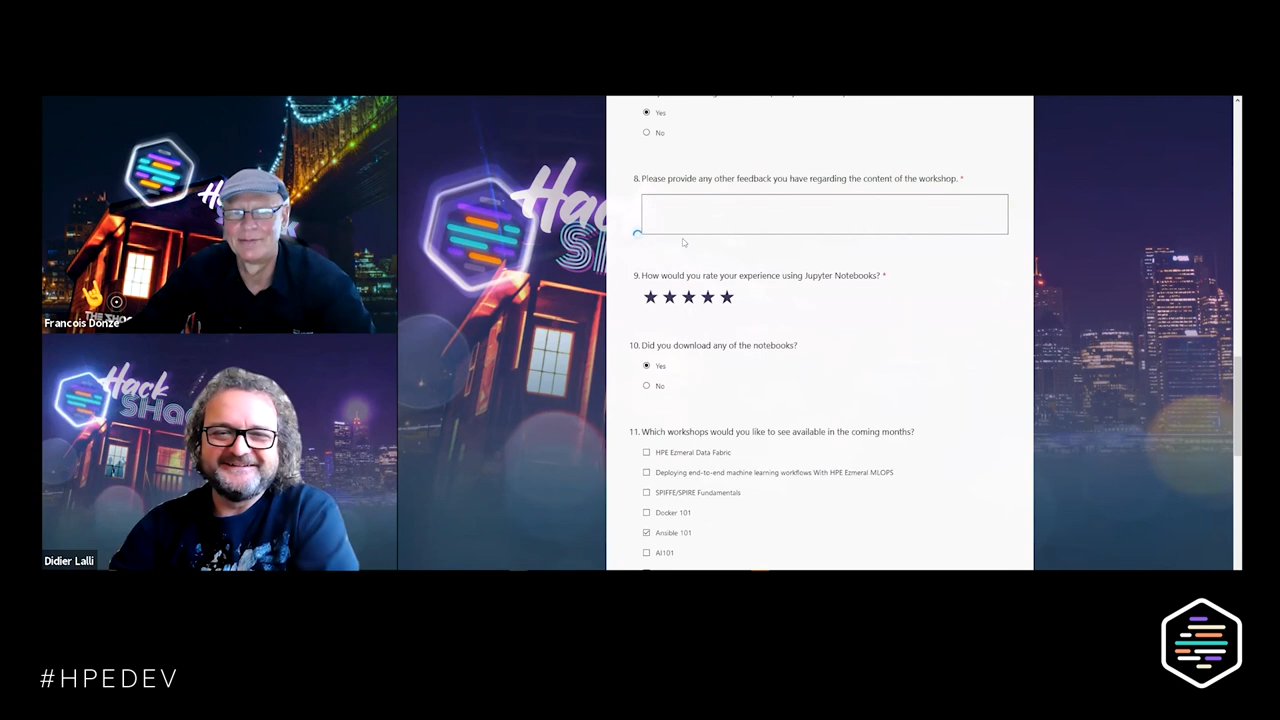 Hack
Francois Donze
Hack
SHac
Didier Lalli
Hac
Yes
No
8. Please provide any other feedback you have regarding the content of the workshop. *
9. How would you rate your experience using Jupyter Notebooks? *
10. Did you download any of the notebooks?
Yes
No
11. Which workshops would you like to see available in the coming months?
HPE Ezmeral Data Fabric
Deploying end-to-end machine learning workflows With HPE Ezmeral MLOPS
SPIFFE/SPIRE Fundamentals
Docker 101
Ansible 101
AI101
#HPEDEV